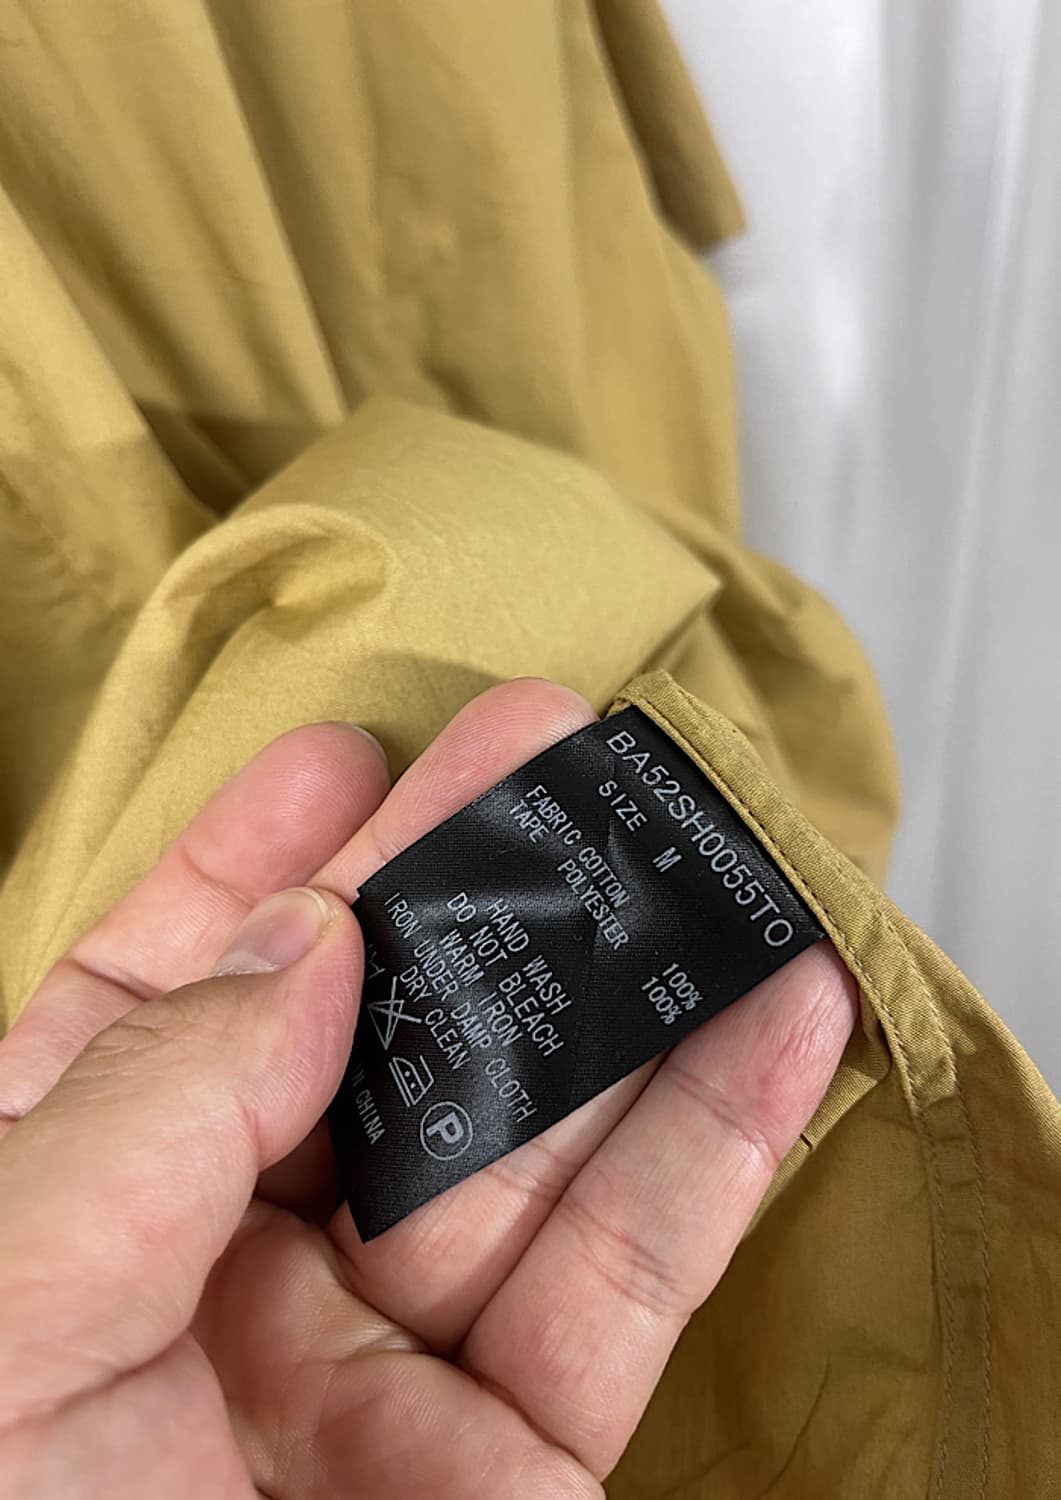 BA52SH0055TO
SIZE M
FABRIC COTTON 100%
TAPE POLYESTER 100%
HAND WASH
DO NOT BLEACH
WARM IRON
IRON UNDER DAMP CLOTH
DRY CLEAN
P
CHINA